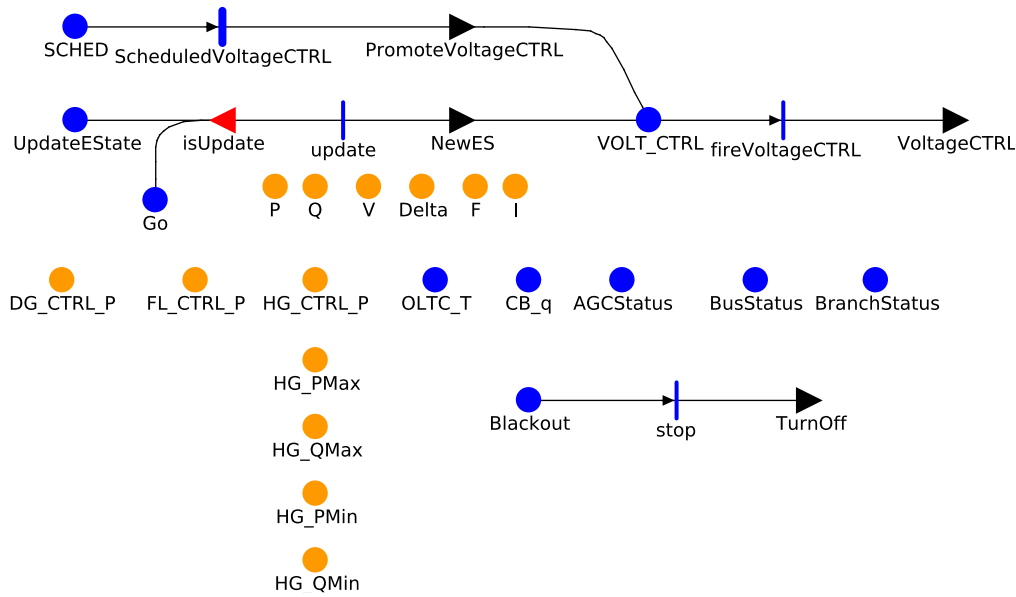 SCHED
ScheduledVoltageCTRL
PromoteVoltageCTRL
UpdateEState
isUpdate
update
NewES
VOLT_CTRL
fireVoltageCTRL
VoltageCTRL
Go
P
Q
V
Delta
F
I
DG_CTRL_P
FL_CTRL_P
HG_CTRL_P
OLTC_T
CB_q
AGCStatus
BusStatus
BranchStatus
HG_PMax
Blackout
stop
TurnOff
HG_QMax
HG_PMin
HG_QMin